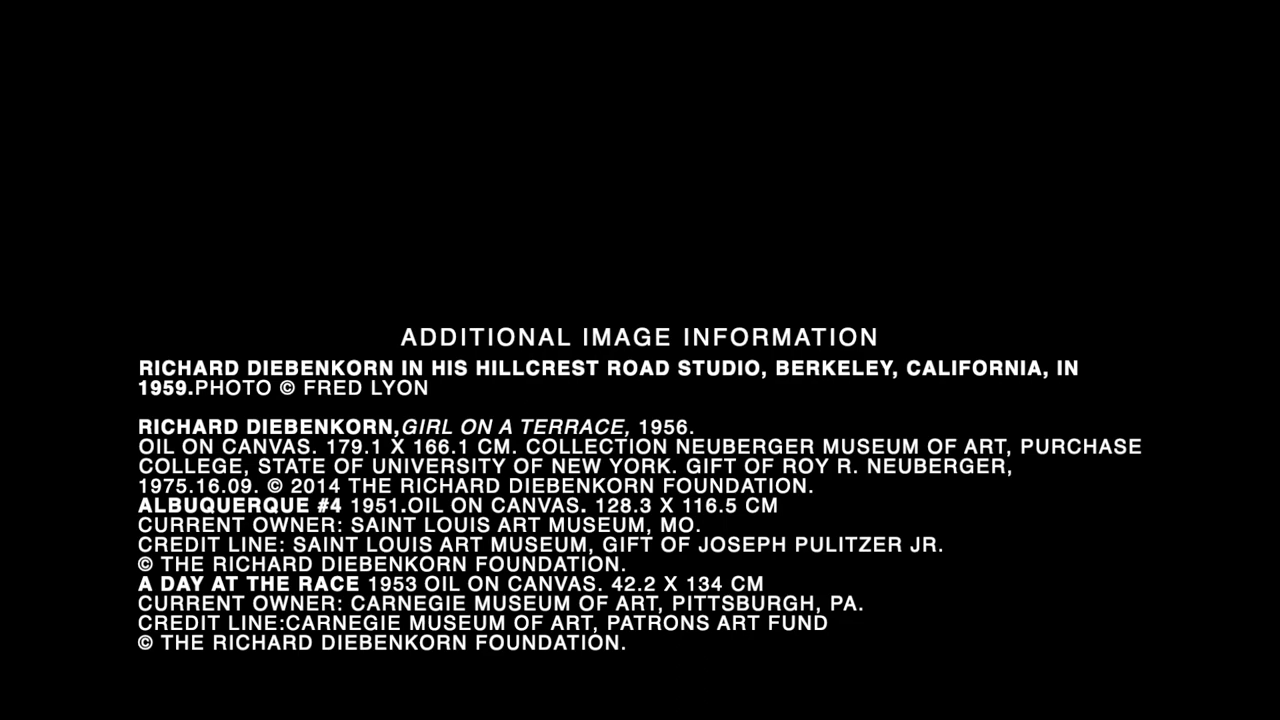 ADDITIONAL IMAGE INFORMATION
RICHARD DIEBENKORN IN HIS HILLCREST ROAD STUDIO, BERKELEY, CALIFORNIA, IN
1959.PHOTO © FRED LYON
RICHARD DIEBENKORN,GIRL ON A TERRACE, 1956.
OIL ON CANVAS. 179.1 X 166.1 CM. COLLECTION NEUBERGER MUSEUM OF ART, PURCHASE
COLLEGE, STATE OF UNIVERSITY OF NEW YORK. GIFT OF ROY R. NEUBERGER,
1975.16.09. © 2014 THE RICHARD DIEBENKORN FOUNDATION.
ALBUQUERQUE #4 1951.OIL ON CANVAS. 128.3 X 116.5 CM
CURRENT OWNER: SAINT LOUIS ART MUSEUM, MO.
CREDIT LINE: SAINT LOUIS ART MUSEUM, GIFT OF JOSEPH PULITZER JR.
© THE RICHARD DIEBENKORN FOUNDATION.
A DAY AT THE RACE 1953 OIL ON CANVAS. 42.2 X 134 CM
CURRENT OWNER: CARNEGIE MUSEUM OF ART, PITTSBURGH, PA.
CREDIT LINE:CARNEGIE MUSEUM OF ART, PATRONS ART FUND
© THE RICHARD DIEBENKORN FOUNDATION.